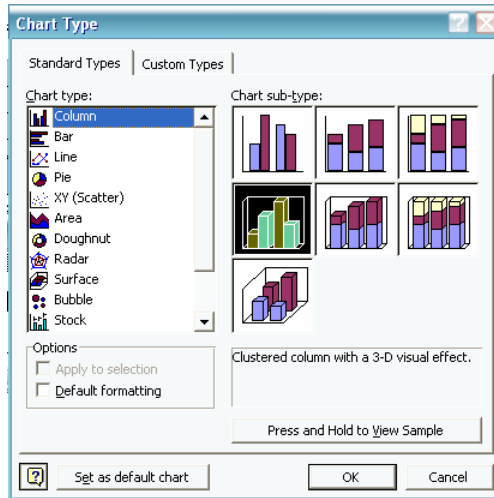 Chart Type
Standard Types
Custom Types
Chart type:
Chart sub-type:
Column
Bar
Line
Pie
XY (Scatter)
Area
Doughnut
Radar
Surface
Bubble
Stock
Options
Apply to selection
Default formatting
Clustered column with a 3-D visual effect.
Press and Hold to View Sample
Set as default chart
OK
Cancel